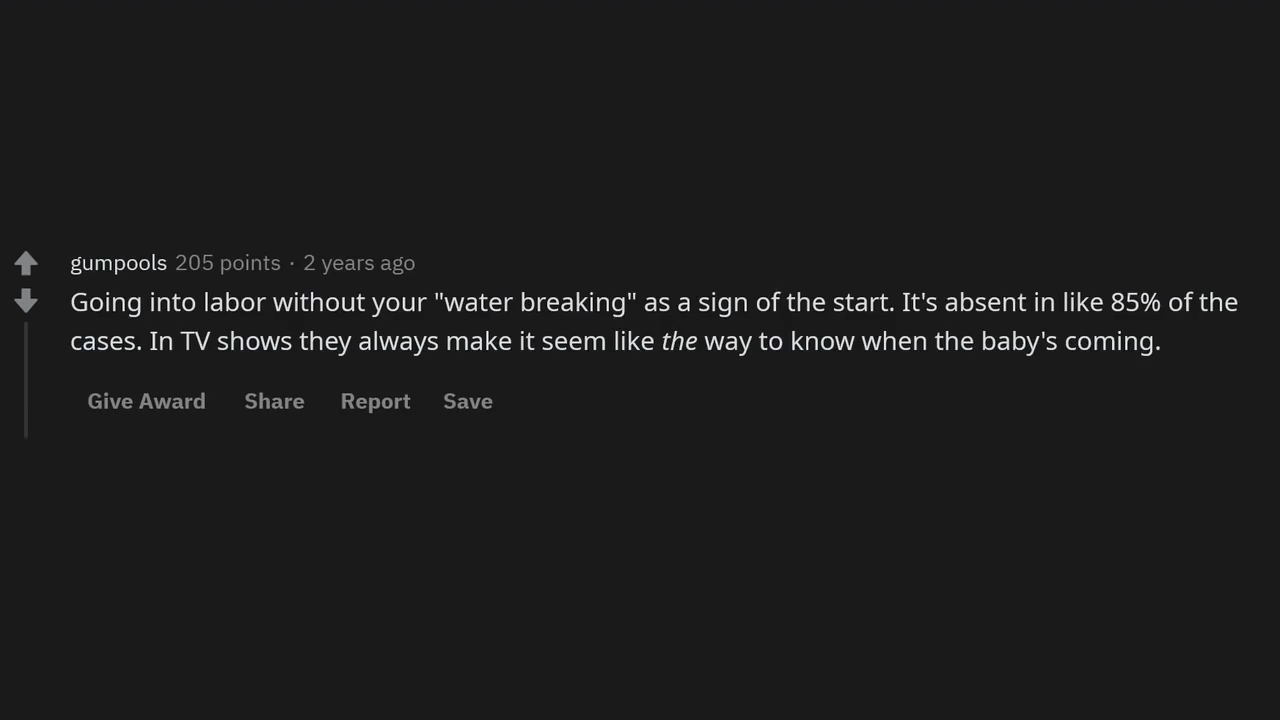 gumpools 205 points · 2 years ago
Going into labor without your "water breaking" as a sign of the start. It's absent in like 85% of the
cases. In TV shows they always make it seem like the way to know when the baby's coming.
Give Award Share Report Save